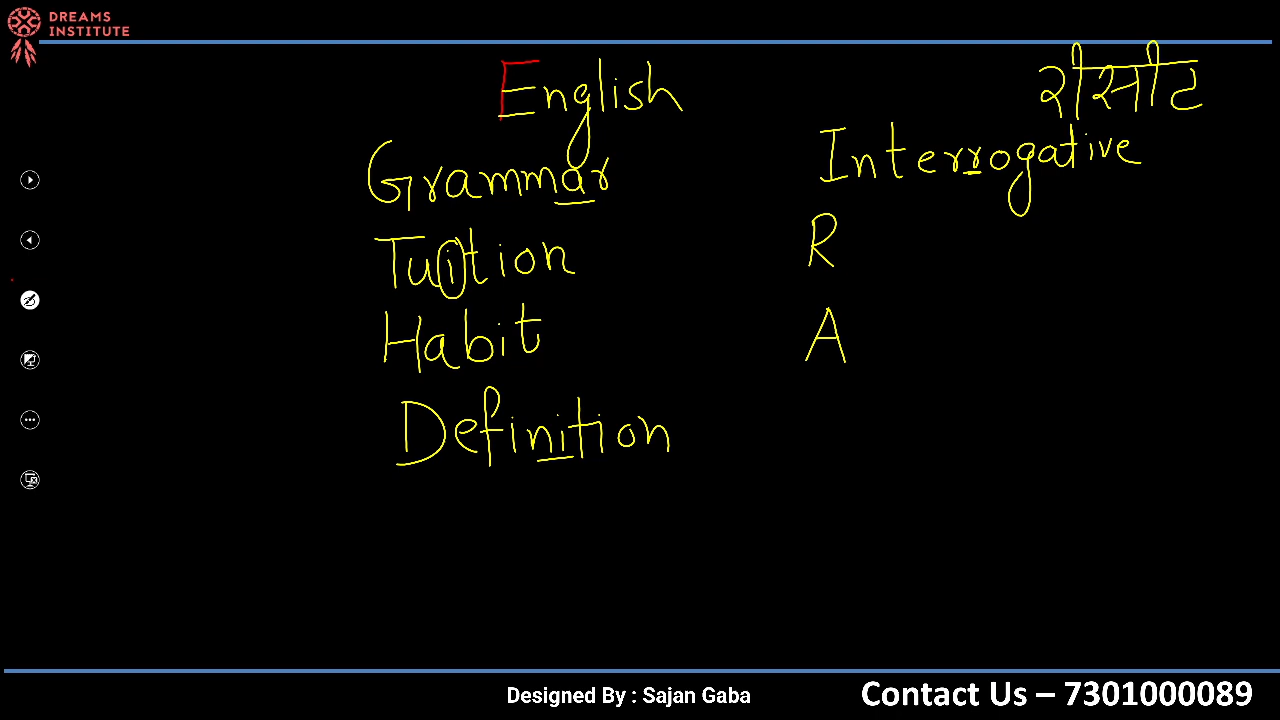 DREAMS
INSTITUTE
English
रीसीट
Grammar
Interrogative
Tuition
R
Habit
A
Definition
Designed By : Sajan Gaba
Contact Us – 7301000089